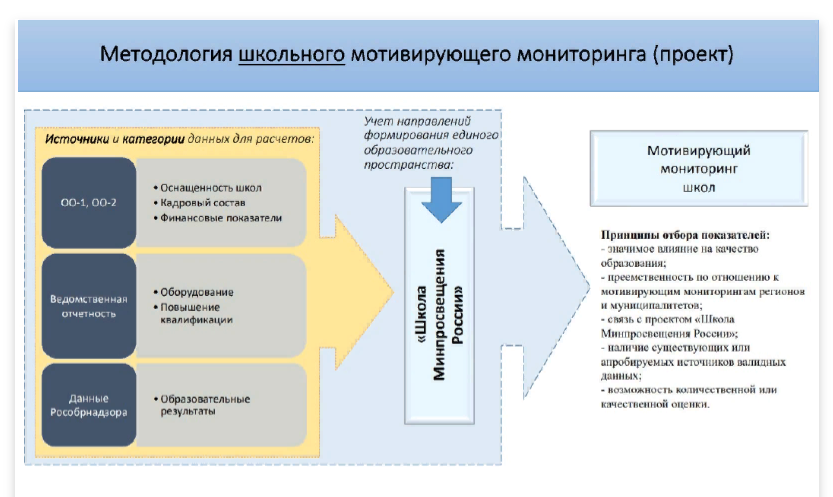 Методология школьного мотивирующего мониторинга (проект)
Источники и категории данных для расчетов:
ОО-1, ОО-2
• Оснащенность школ
• Кадровый состав
• Финансовые показатели
Ведомственная
отчетность
• Оборудование
• Повышение
квалификации
Данные
Рособрнадзора
• Образовательные
результаты
Учет направлений
формирования единого
образовательного
пространства:
«Школа
Минпросвещения
России»
Мотивирующий
мониторинг
школ
Принципы отбора показателей:
- значимое влияние на качество
образования;
- преемственность по отношению к
мотивирующим мониторингам регионов
и муниципалитетов;
- связь с проектом «Школа
Минпросвещения России»;
- наличие существующих или
апробируемых источников валидных
данных;
- возможность количественной или
качественной оценки.